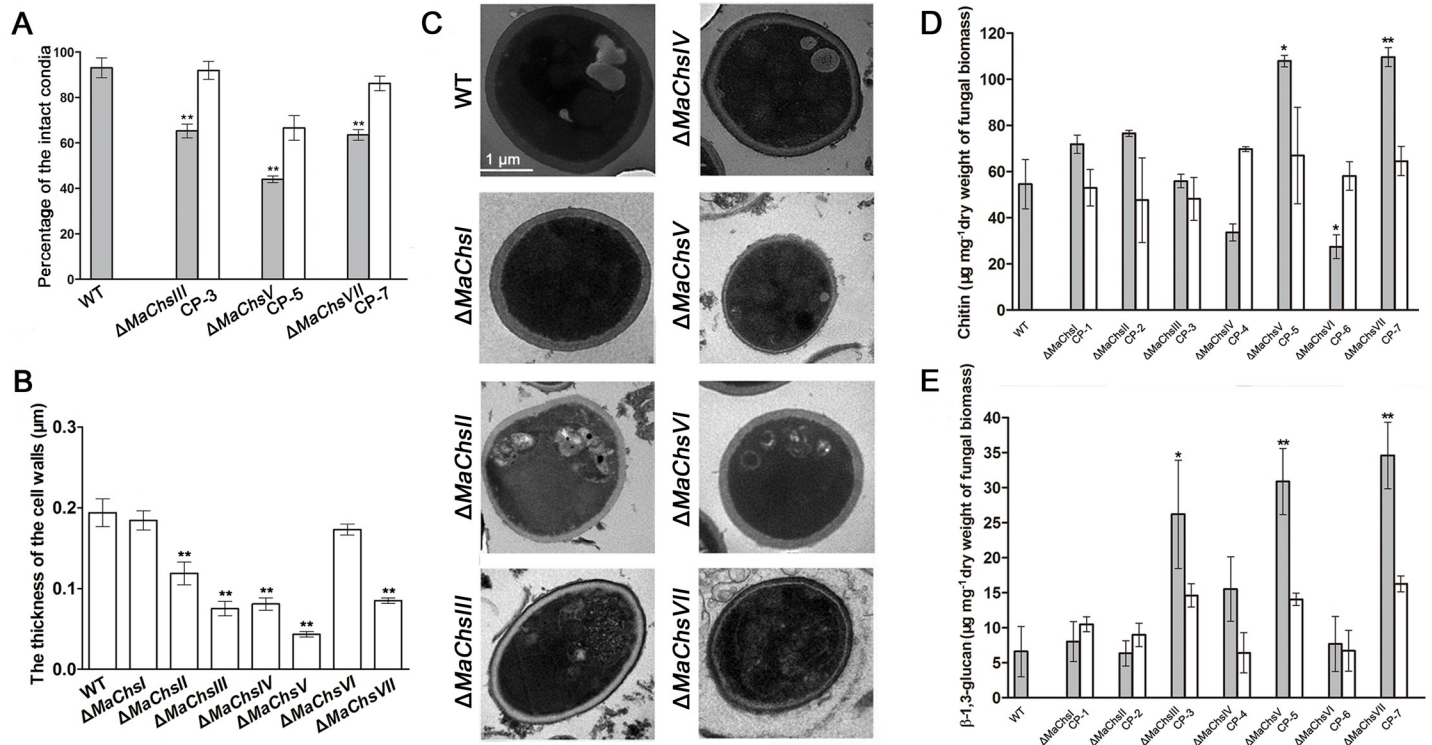 A
Percentage of the intact condia
100
80
60
40
20
0
**
**
**
WT
ΔMaChsIII
CP-3
ΔMaChsV
CP-5
ΔMaChsVII
CP-7
B
The thickness of the cell walls (μm)
0.3
0.2
0.1
0.0
**
**
**
**
**
WT
ΔMaChsI
ΔMaChsII
ΔMaChsIII
ΔMaChsIV
ΔMaChsV
ΔMaChsVI
ΔMaChsVII
C
WT
1 μm
ΔMaChsIV
ΔMaChsI
ΔMaChsV
ΔMaChsII
ΔMaChsVI
ΔMaChsIII
ΔMaChsVII
D
Chitin (μg mg-1dry weight of fungal biomass)
120
100
80
60
40
20
0
*
*
**
WT
ΔMaChsI
CP-1
ΔMaChsII
CP-2
ΔMaChsIII
CP-3
ΔMaChsIV
CP-4
ΔMaChsV
CP-5
ΔMaChsVI
CP-6
ΔMaChsVII
CP-7
E
β-1,3-glucan (μg mg-1 dry weight of fungal biomass)
40
35
30
25
20
15
10
5
0
*
**
**
WT
ΔMaChsI
CP-1
ΔMaChsII
CP-2
ΔMaChsIII
CP-3
ΔMaChsIV
CP-4
ΔMaChsV
CP-5
ΔMaChsVI
CP-6
ΔMaChsVII
CP-7